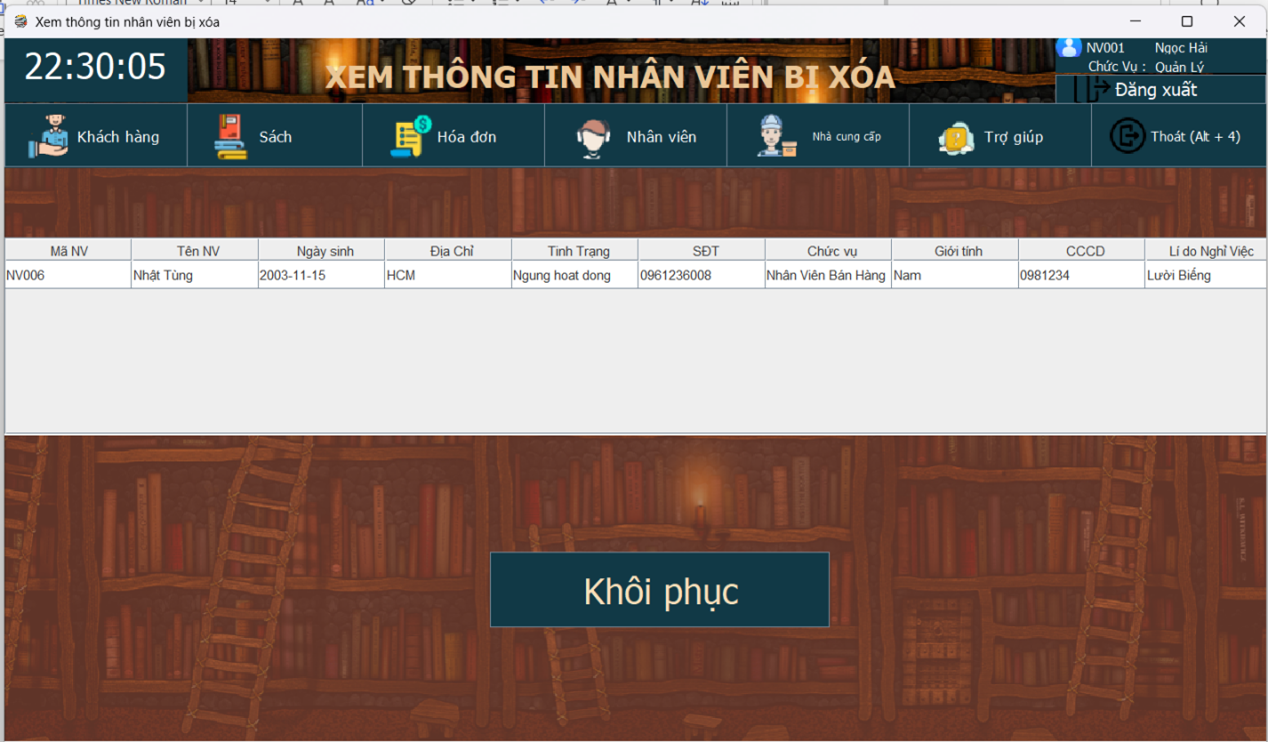 Xem thông tin nhân viên bị xóa
22:30:05
XEM THÔNG TIN NHÂN VIÊN BỊ XÓA
NV001 Ngọc Hải
Chức Vụ : Quản Lý
Đăng xuất
Khách hàng Sách Hóa đơn Nhân viên Nhà cung cấp Trợ giúp Thoát (Alt + 4)
Mã NV Tên NV Ngày sinh Địa Chỉ Tình Trạng SĐT Chức vụ Giới tính CCCD Lí do Nghỉ Việc
NV006 Nhật Tùng 2003-11-15 HCM Ngung hoat dong 0961236008 Nhân Viên Bán Hàng Nam 0981234 Lười Biếng
Khôi phục